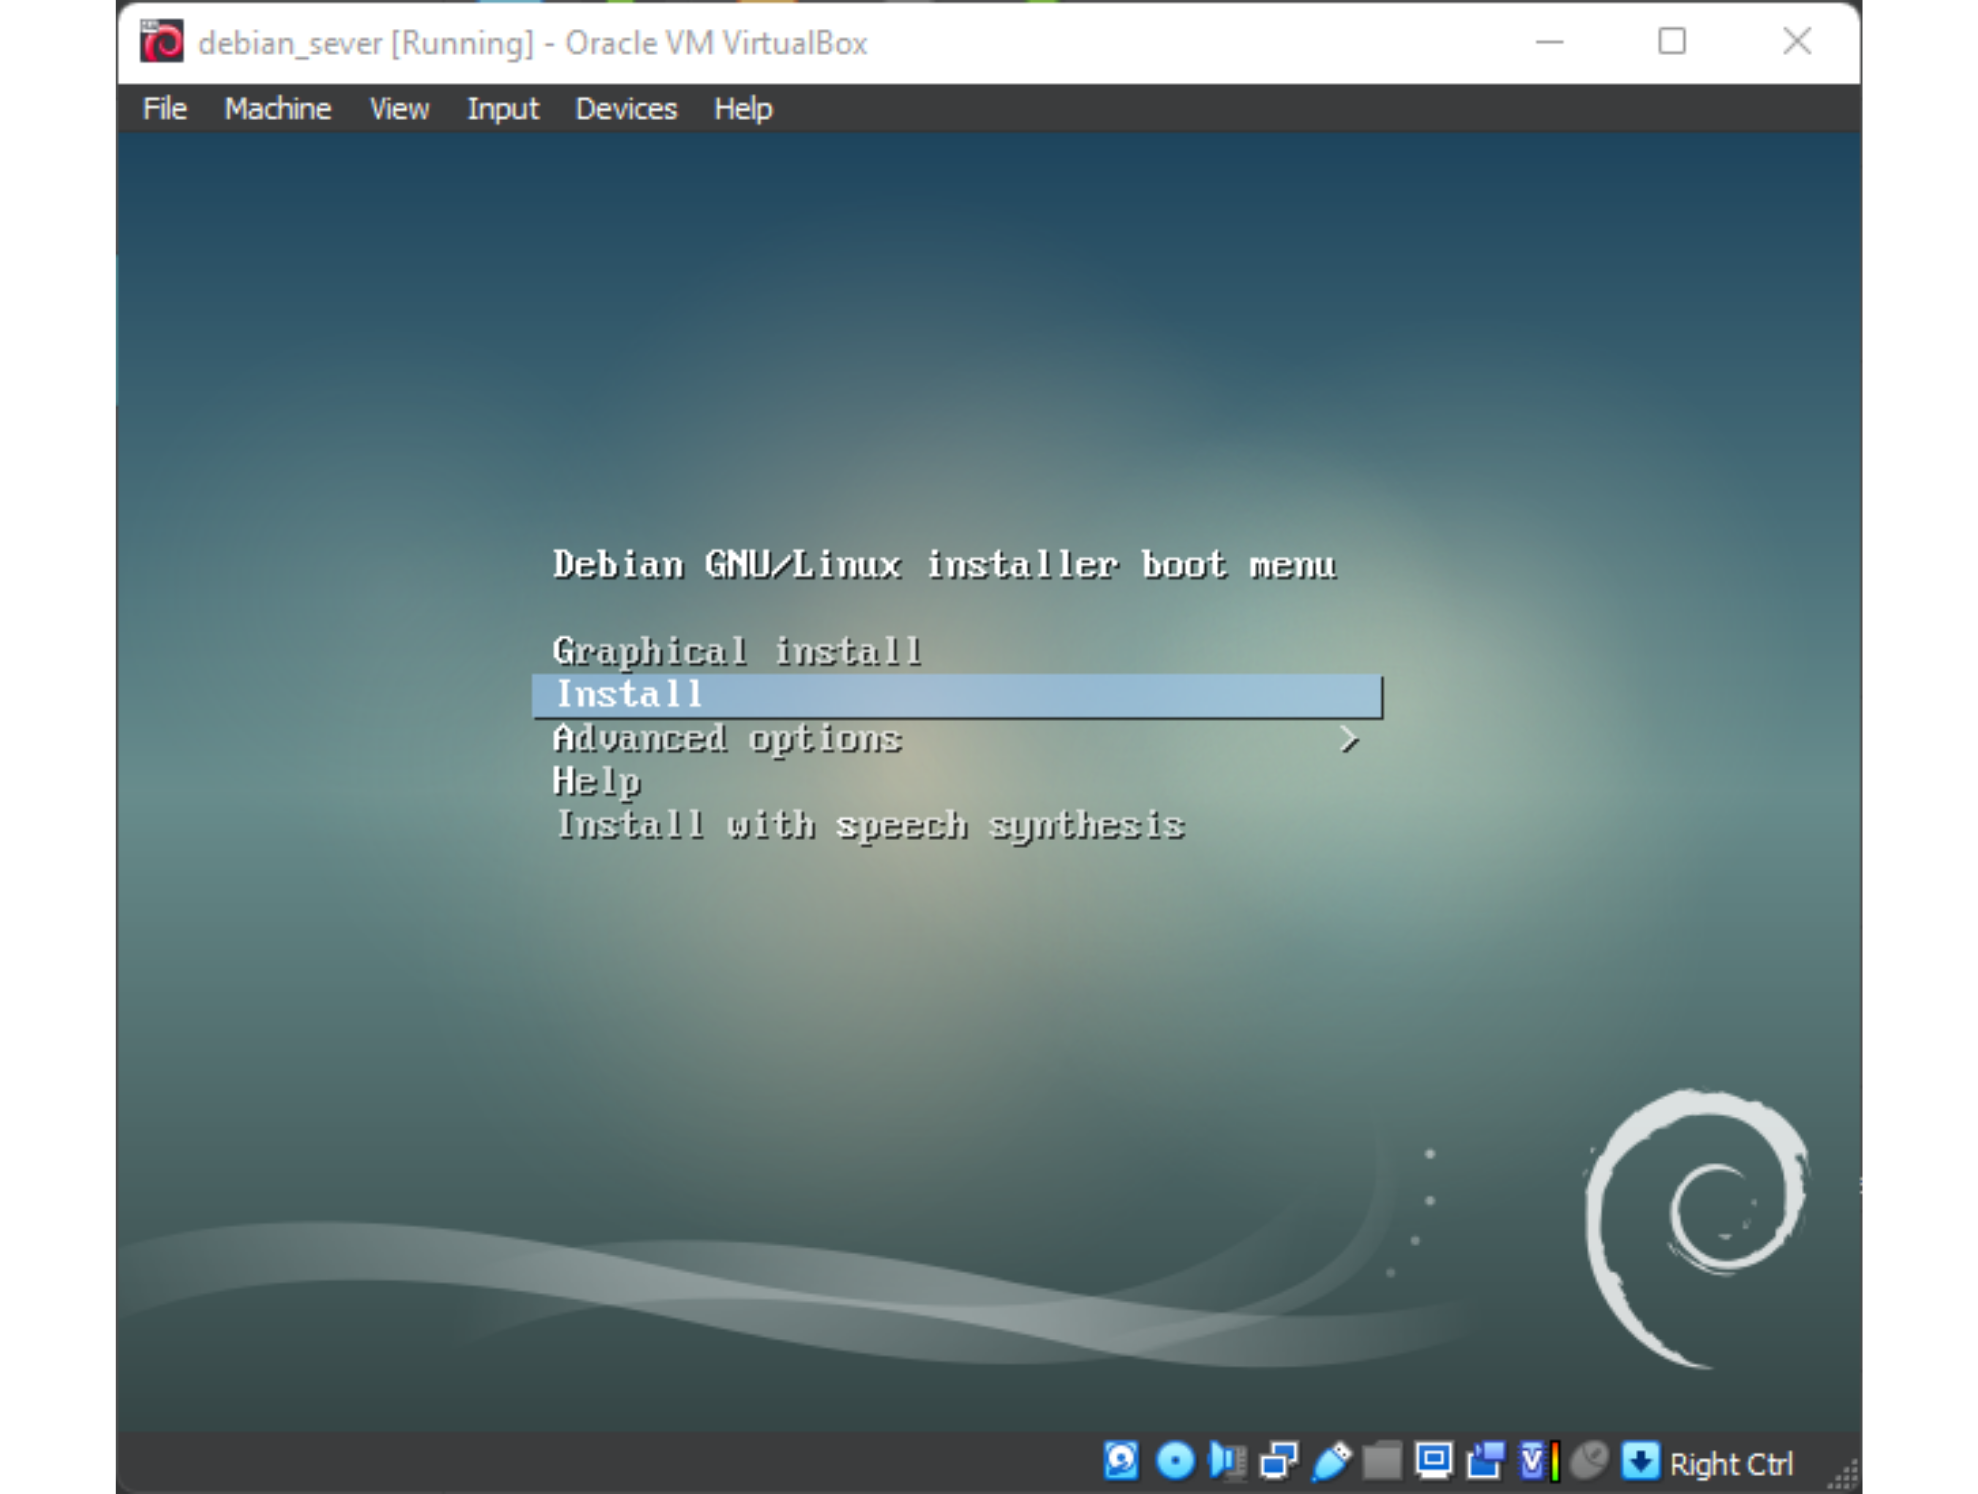 debian_sever [Running] - Oracle VM VirtualBox
File Machine View Input Devices Help
Debian GNU/Linux installer boot menu
Graphical install
Install
Advanced options >
Help
Install with speech synthesis
Right Ctrl